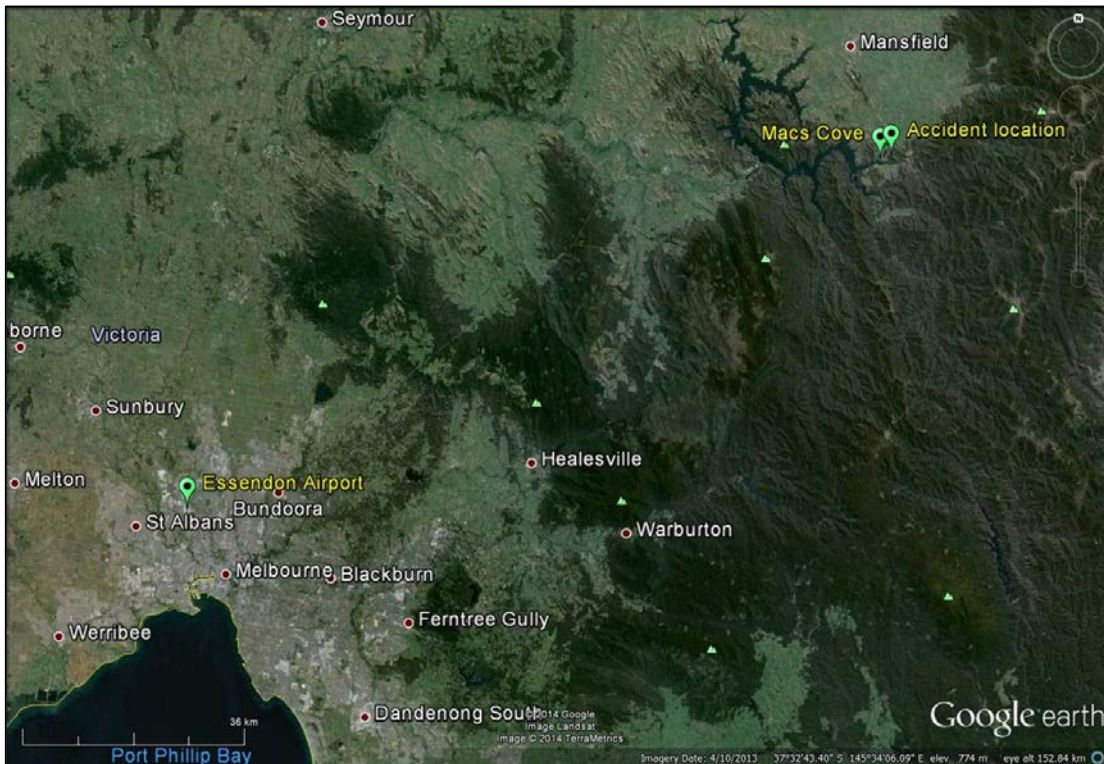 Seymour
Mansfield
N
Macs Cove
Accident location
borne
Victoria
Sunbury
Healesville
Melton
Essendon Airport
Bundoora
St Albans
Warburton
Melbourne
Blackburn
Ferntree Gully
Werribee
Dandenong South
©2014 Google
Image Landsat
Image © 2014 TerraMetrics
36 km
Port Phillip Bay
Google earth
Imagery Date: 4/10/2013 37°32'43.40" S 145°34'06.09" E elev 774 m eye alt 152.84 km